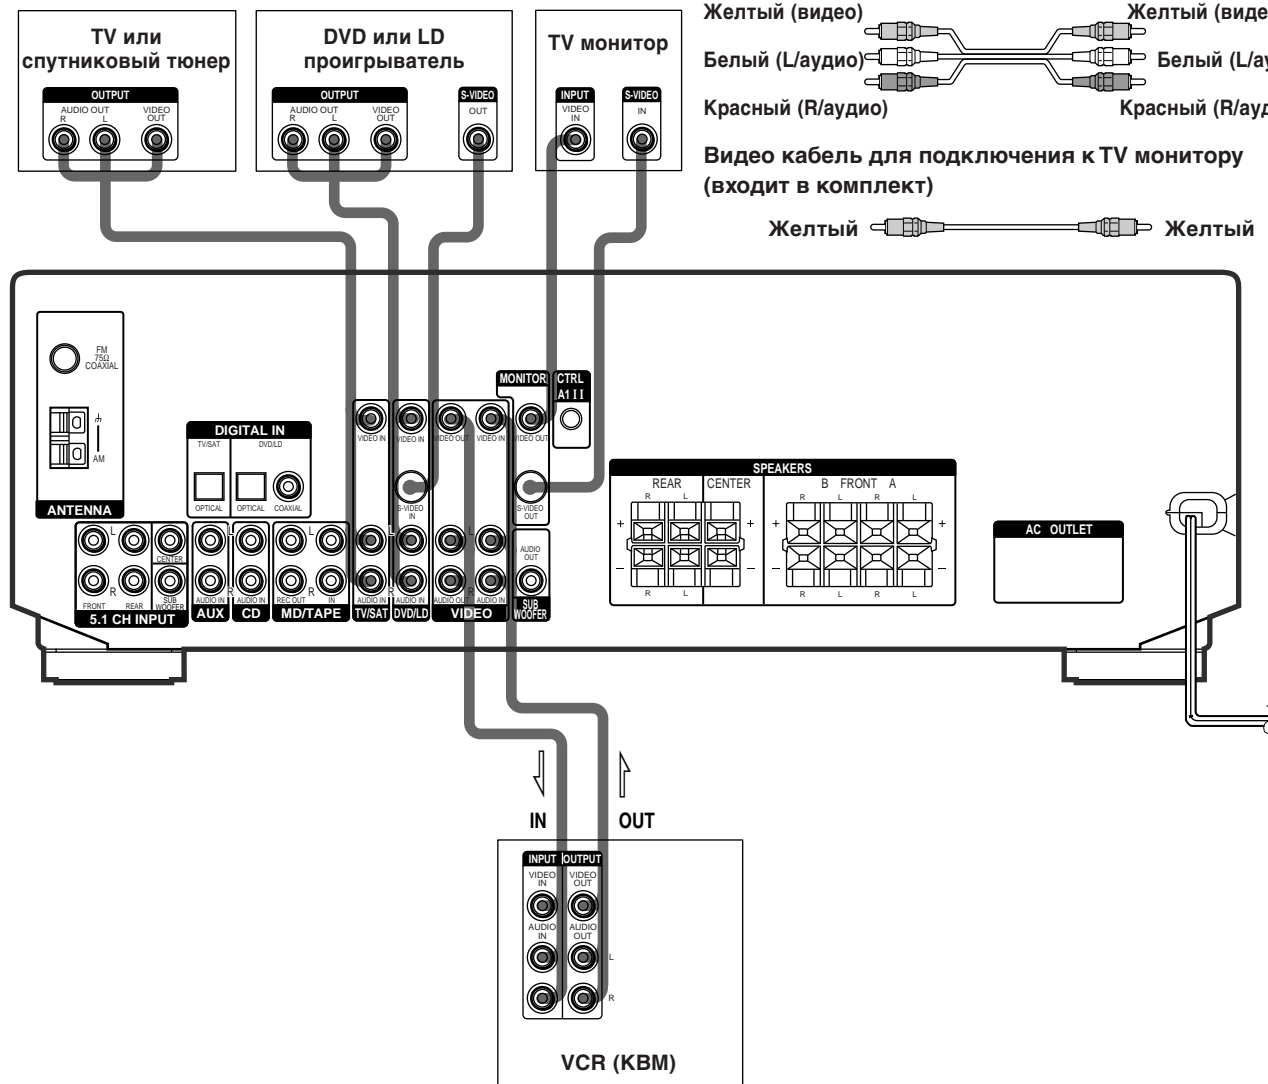 TV или
спутниковый тюнер
OUTPUT
AUDIO OUT
R L
VIDEO
OUT
DVD или LD
проигрыватель
OUTPUT
AUDIO OUT
R L
VIDEO
OUT
S-VIDEO
OUT
TV монитор
INPUT
VIDEO
IN
S-VIDEO
IN
Желтый (видео)
Желтый (виде
Белый (L/аудио)
Белый (L/ау
Красный (R/аудио)
Красный (R/ауд
Видео кабель для подключения к TV монитору
(входит в комплект)
Желтый
Желтый
FM
75Ω
COAXIAL
AM
ANTENNA
DIGITAL IN
TV/SAT
DVD/LD
OPTICAL
OPTICAL
COAXIAL
L
R
CENTER
SUB
WOOFER
FRONT
REAR
5.1 CH INPUT
L
R
AUDIO IN
AUX
AUDIO IN
CD
L
R
REC OUT
IN
MD/TAPE
VIDEO IN
L
R
AUDIO IN
TV/SAT
VIDEO IN
S-VIDEO
IN
AUDIO IN
DVD/LD
VIDEO OUT
VIDEO IN
L
R
AUDIO OUT
AUDIO IN
VIDEO
MONITOR
VIDEO OUT
S-VIDEO
OUT
AUDIO
OUT
SUB
WOOFER
CTRL
A1 II
SPEAKERS
REAR
CENTER
B FRONT A
R L
R L R L
+ +
+ +
– –
– –
R L
R L R L
AC OUTLET
IN
OUT
INPUT
OUTPUT
VIDEO
IN
VIDEO
OUT
AUDIO
IN
AUDIO
OUT
L
R
VCR (КВМ)